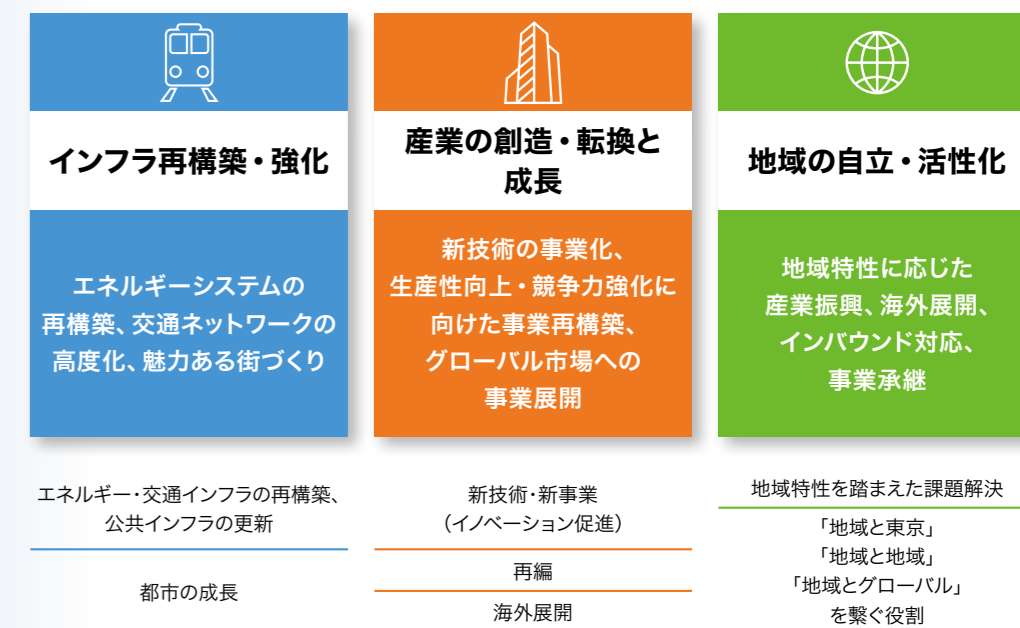 インフラ再構築・強化
エネルギーシステムの
再構築、交通ネットワークの
高度化、魅力ある街づくり
エネルギー・交通インフラの再構築、
公共インフラの更新
都市の成長
産業の創造・転換と
成長
新技術の事業化、
生産性向上・競争力強化に
向けた事業再構築、
グローバル市場への
事業展開
新技術・新事業
（イノベーション促進）
再編
海外展開
地域の自立・活性化
地域特性に応じた
産業振興、海外展開、
インバウンド対応、
事業承継
地域特性を踏まえた課題解決
「地域と東京」
「地域と地域」
「地域とグローバル」
を繋ぐ役割